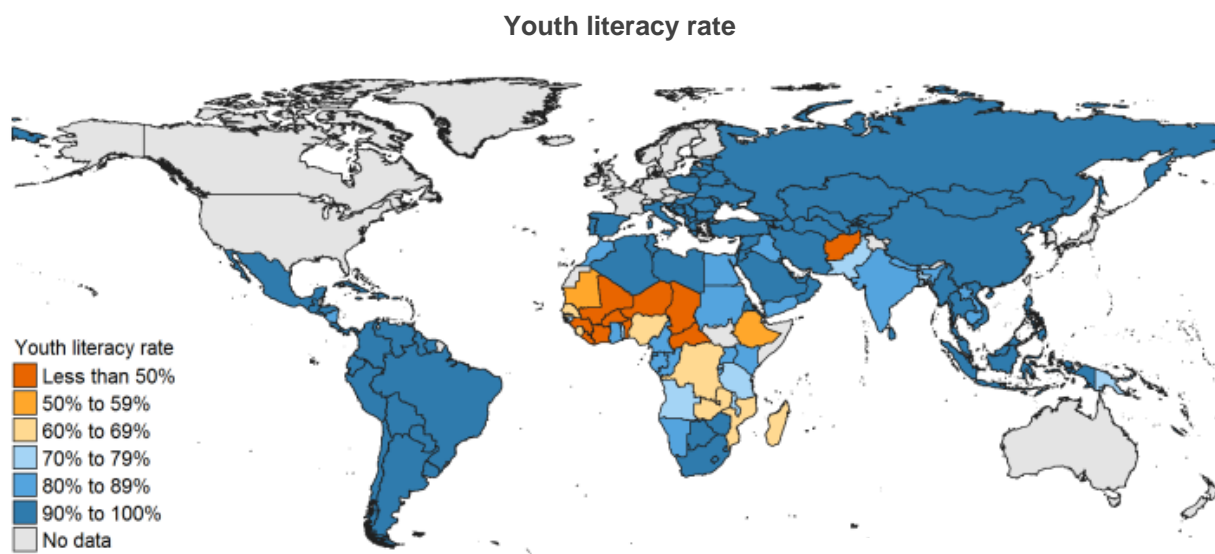 Youth literacy rate
Youth literacy rate
Less than 50%
50% to 59%
60% to 69%
70% to 79%
80% to 89%
90% to 100%
No data